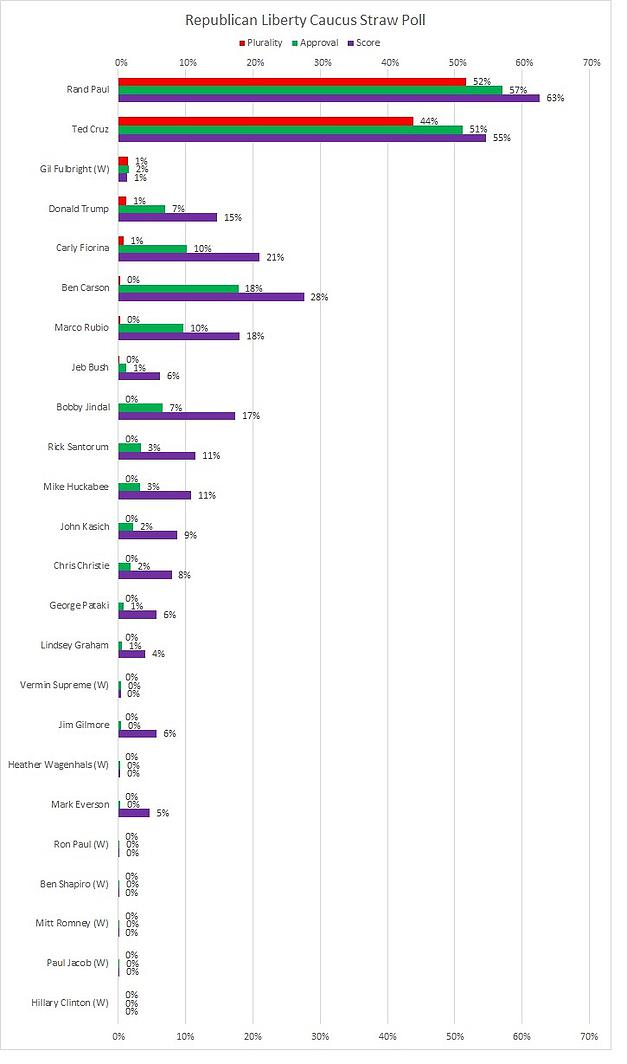 Republican Liberty Caucus Straw Poll
Plurality Approval Score
0% 10% 20% 30% 40% 50% 60% 70%
Rand Paul
52%
57%
63%
Ted Cruz
44%
51%
55%
Gil Fulbright (W)
1%
2%
1%
Donald Trump
1%
7%
15%
Carly Fiorina
1%
10%
21%
Ben Carson
0%
18%
28%
Marco Rubio
0%
10%
18%
Jeb Bush
0%
1%
6%
Bobby Jindal
0%
7%
17%
Rick Santorum
0%
3%
11%
Mike Huckabee
0%
3%
11%
John Kasich
0%
2%
9%
Chris Christie
0%
2%
8%
George Pataki
0%
1%
6%
Lindsey Graham
0%
1%
4%
Vermin Supreme (W)
0%
0%
0%
Jim Gilmore
0%
0%
6%
Heather Wagenhals (W)
0%
0%
0%
Mark Everson
0%
0%
5%
Ron Paul (W)
0%
0%
0%
Ben Shapiro (W)
0%
0%
0%
Mitt Romney (W)
0%
0%
0%
Paul Jacob (W)
0%
0%
0%
Hillary Clinton (W)
0%
0%
0%
0% 10% 20% 30% 40% 50% 60% 70%